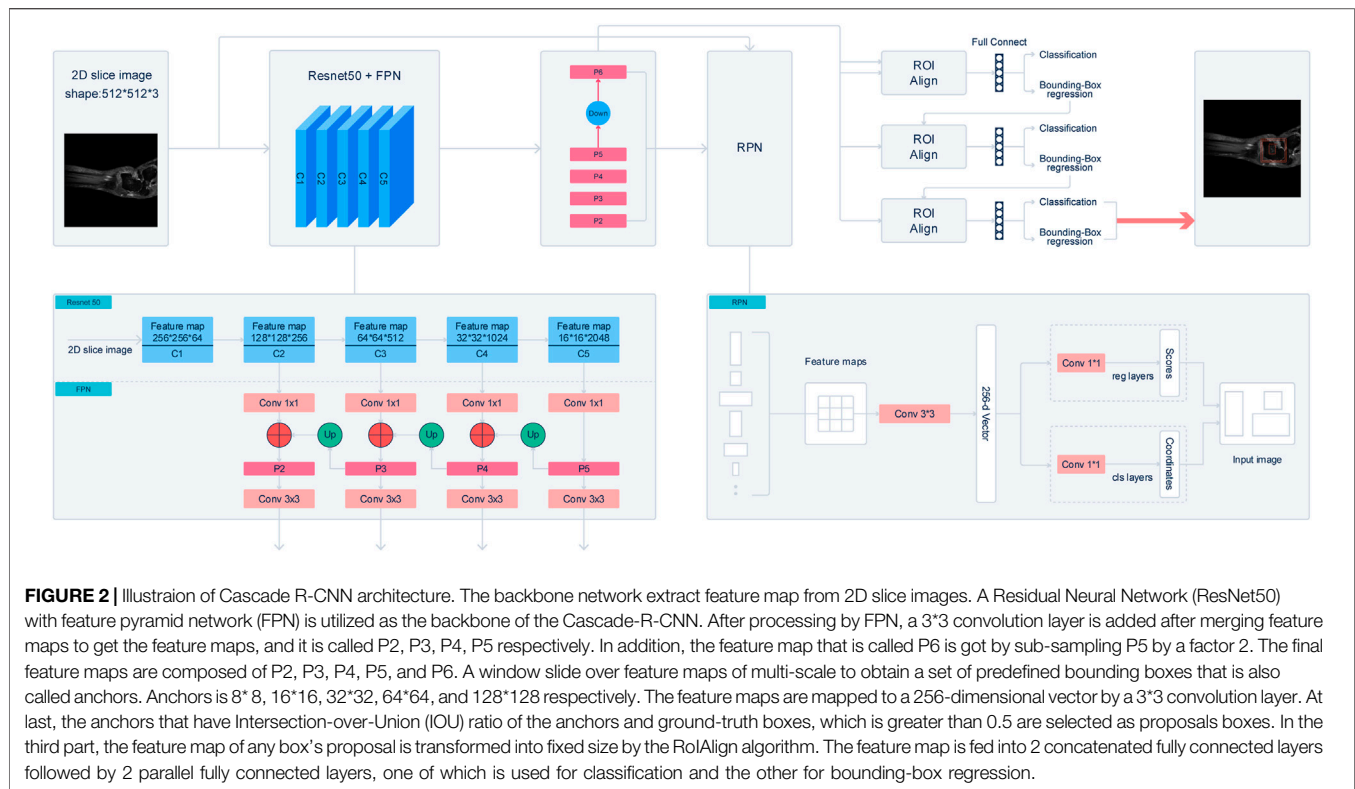 2D slice image
shape:512*512*3
Resnet50 + FPN
C1
C2
C3
C4
C5
P6
Down
P5
P4
P3
P2
RPN
Full Connect
ROI
Align
Classification
Bounding-Box
regression
ROI
Align
Classification
Bounding-Box
regression
ROI
Align
Classification
Bounding-Box
regression
Resnet 50
2D slice image
Feature map
256*256*64
C1
Feature map
128*128*256
C2
Feature map
64*64*512
C3
Feature map
32*32*1024
C4
Feature map
16*16*2048
C5
FPN
Conv 1x1
Conv 1x1
Conv 1x1
Conv 1x1
Up
Up
Up
P2
P3
P4
P5
Conv 3x3
Conv 3x3
Conv 3x3
Conv 3x3
RPN
Feature maps
Conv 3*3
256-d Vector
Conv 1*1
reg layers
Scores
Conv 1*1
cls layers
Coordinates
Input image
FIGURE 2 | Illustraion of Cascade R-CNN architecture. The backbone network extract feature map from 2D slice images. A Residual Neural Network (ResNet50)
with feature pyramid network (FPN) is utilized as the backbone of the Cascade-R-CNN. After processing by FPN, a 3*3 convolution layer is added after merging feature
maps to get the feature maps, and it is called P2, P3, P4, P5 respectively. In addition, the feature map that is called P6 is got by sub-sampling P5 by a factor 2. The final
feature maps are composed of P2, P3, P4, P5, and P6. A window slide over feature maps of multi-scale to obtain a set of predefined bounding boxes that is also
called anchors. Anchors is 8* 8, 16*16, 32*32, 64*64, and 128*128 respectively. The feature maps are mapped to a 256-dimensional vector by a 3*3 convolution layer. At
last, the anchors that have Intersection-over-Union (IOU) ratio of the anchors and ground-truth boxes, which is greater than 0.5 are selected as proposals boxes. In the
third part, the feature map of any box's proposal is transformed into fixed size by the RoIAlign algorithm. The feature map is fed into 2 concatenated fully connected layers
followed by 2 parallel fully connected layers, one of which is used for classification and the other for bounding-box regression.